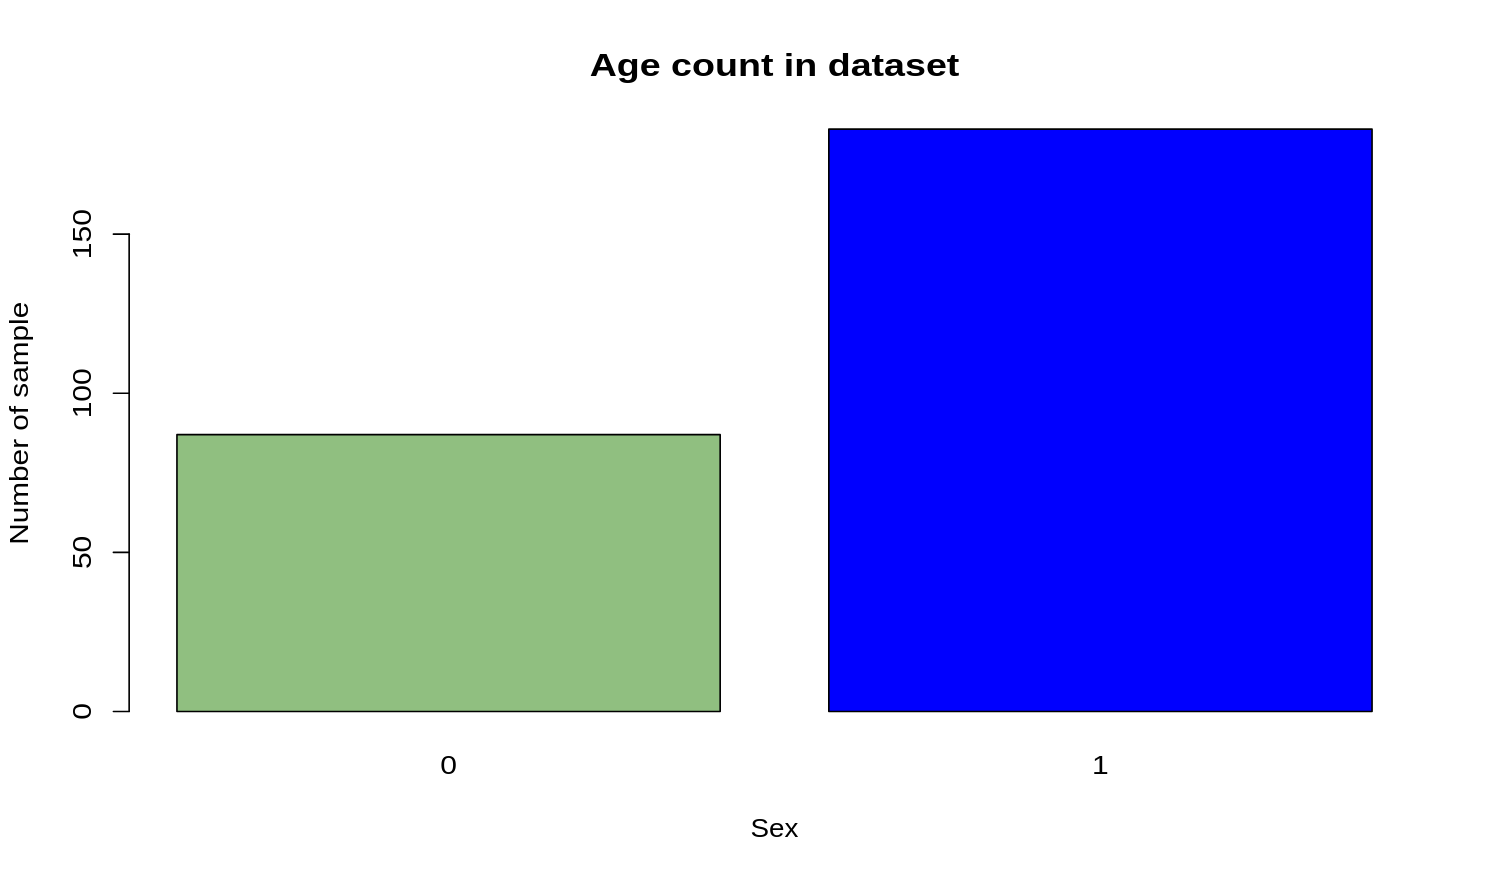 Age count in dataset
150
100
50
0
Number of sample
0
1
Sex